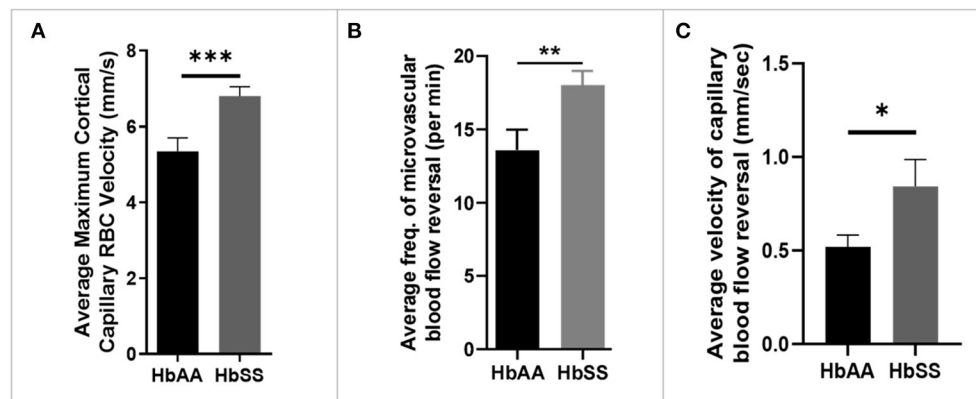 A
Average Maximum Cortical
Capillary RBC Velocity (mm/s)
8
6
4
2
0
***
HbAA HbSS
B
Average freq. of microvascular
blood flow reversal (per min)
20
15
10
5
0
**
HbAA HbSS
C
Average velocity of capillary
blood flow reversal (mm/sec)
1.5
1.0
0.5
0.0
*
HbAA HbSS